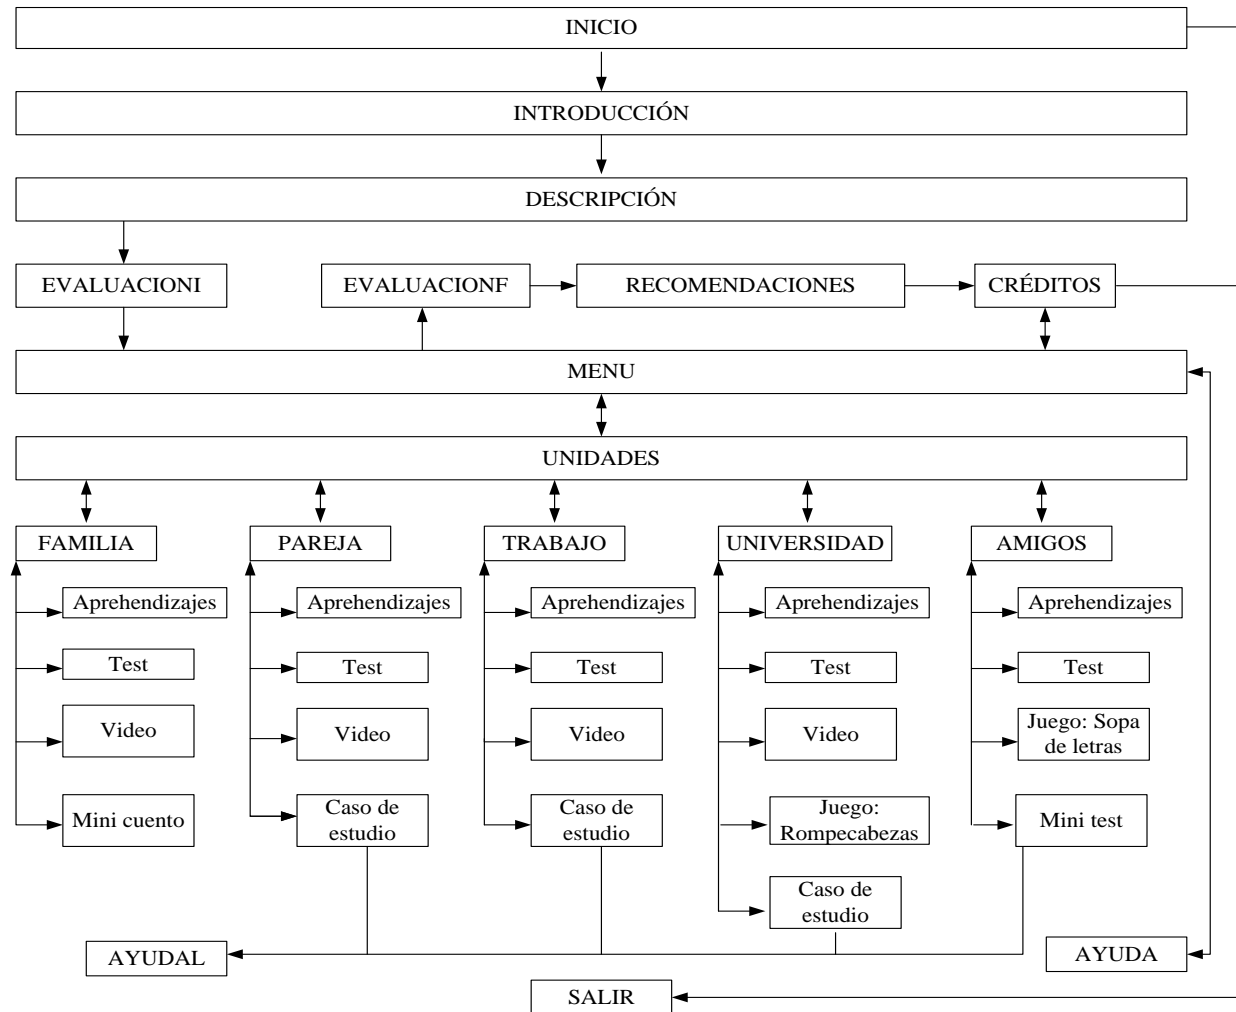 INICIO
INTRODUCCIÓN
DESCRIPCIÓN
EVALUACIONI
EVALUACIONF
RECOMENDACIONES
CRÉDITOS
MENU
UNIDADES
FAMILIA
PAREJA
TRABAJO
UNIVERSIDAD
AMIGOS
Aprehendizajes
Aprehendizajes
Aprehendizajes
Aprehendizajes
Aprehendizajes
Test
Test
Test
Test
Test
Video
Video
Video
Video
Juego: Sopa
de letras
Mini cuento
Caso de
estudio
Caso de
estudio
Juego:
Rompecabezas
Mini test
Caso de
estudio
AYUDAL
AYUDA
SALIR